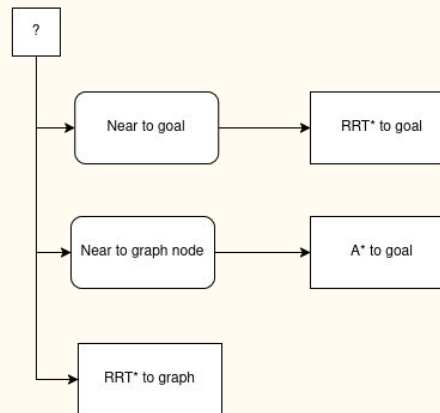 ?
Near to goal
RRT* to goal
Near to graph node
A* to goal
RRT* to graph